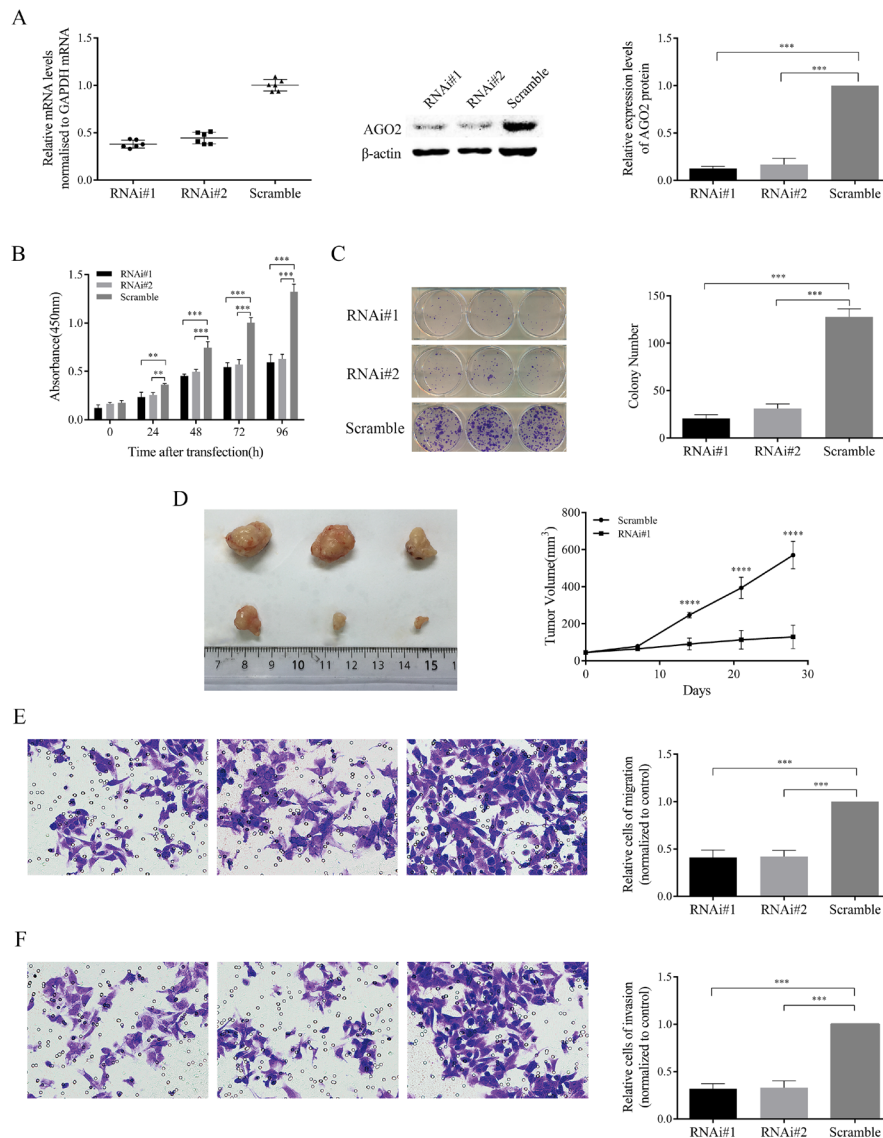 A
Relative mRNA levels
normalised to GAPDH mRNA
1.5
1.0
0.5
0.0
RNAi#1
RNAi#2
Scramble
RNAi#1
RNAi#2
Scramble
AGO2
β-actin
Relative expression levels
of AGO2 protein
1.5
1.0
0.5
0.0
***
***
RNAi#1
RNAi#2
Scramble
B
Absorbance(450nm)
1.5
1.0
0.5
0.0
RNAi#1
RNAi#2
Scramble
**
**
***
***
***
***
***
***
0
24
48
72
96
Time after transfection(h)
C
RNAi#1
RNAi#2
Scramble
Colony Number
150
100
50
0
***
***
RNAi#1
RNAi#2
Scramble
D
7 8 9 10 11 12 13 14 15 1
Tumor Volume(mm³)
800
600
400
200
0
Scramble
RNAi#1
****
****
****
0
10
20
30
Days
E
Relative cells of migration
(normalized to control)
1.5
1.0
0.5
0.0
***
***
RNAi#1
RNAi#2
Scramble
F
Relative cells of invasion
(normalized to control)
1.5
1.0
0.5
0.0
***
***
RNAi#1
RNAi#2
Scramble